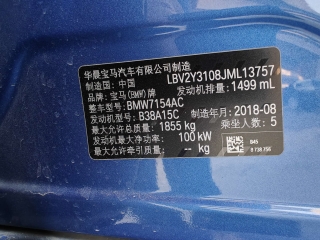 华晨宝马汽车有限公司制造
制造国：中国 LBV2Y3108JML13757
品牌：宝马(BMW)牌 发动机排量：1499 mL
整车型号：BMW7154AC
发动机型号：B38A15C 制造年月：2018-08
最大允许总质量：1855 kg 乘坐人数：5
发动机最大净功率：100 kW
最大允许牵引质量：-- kg